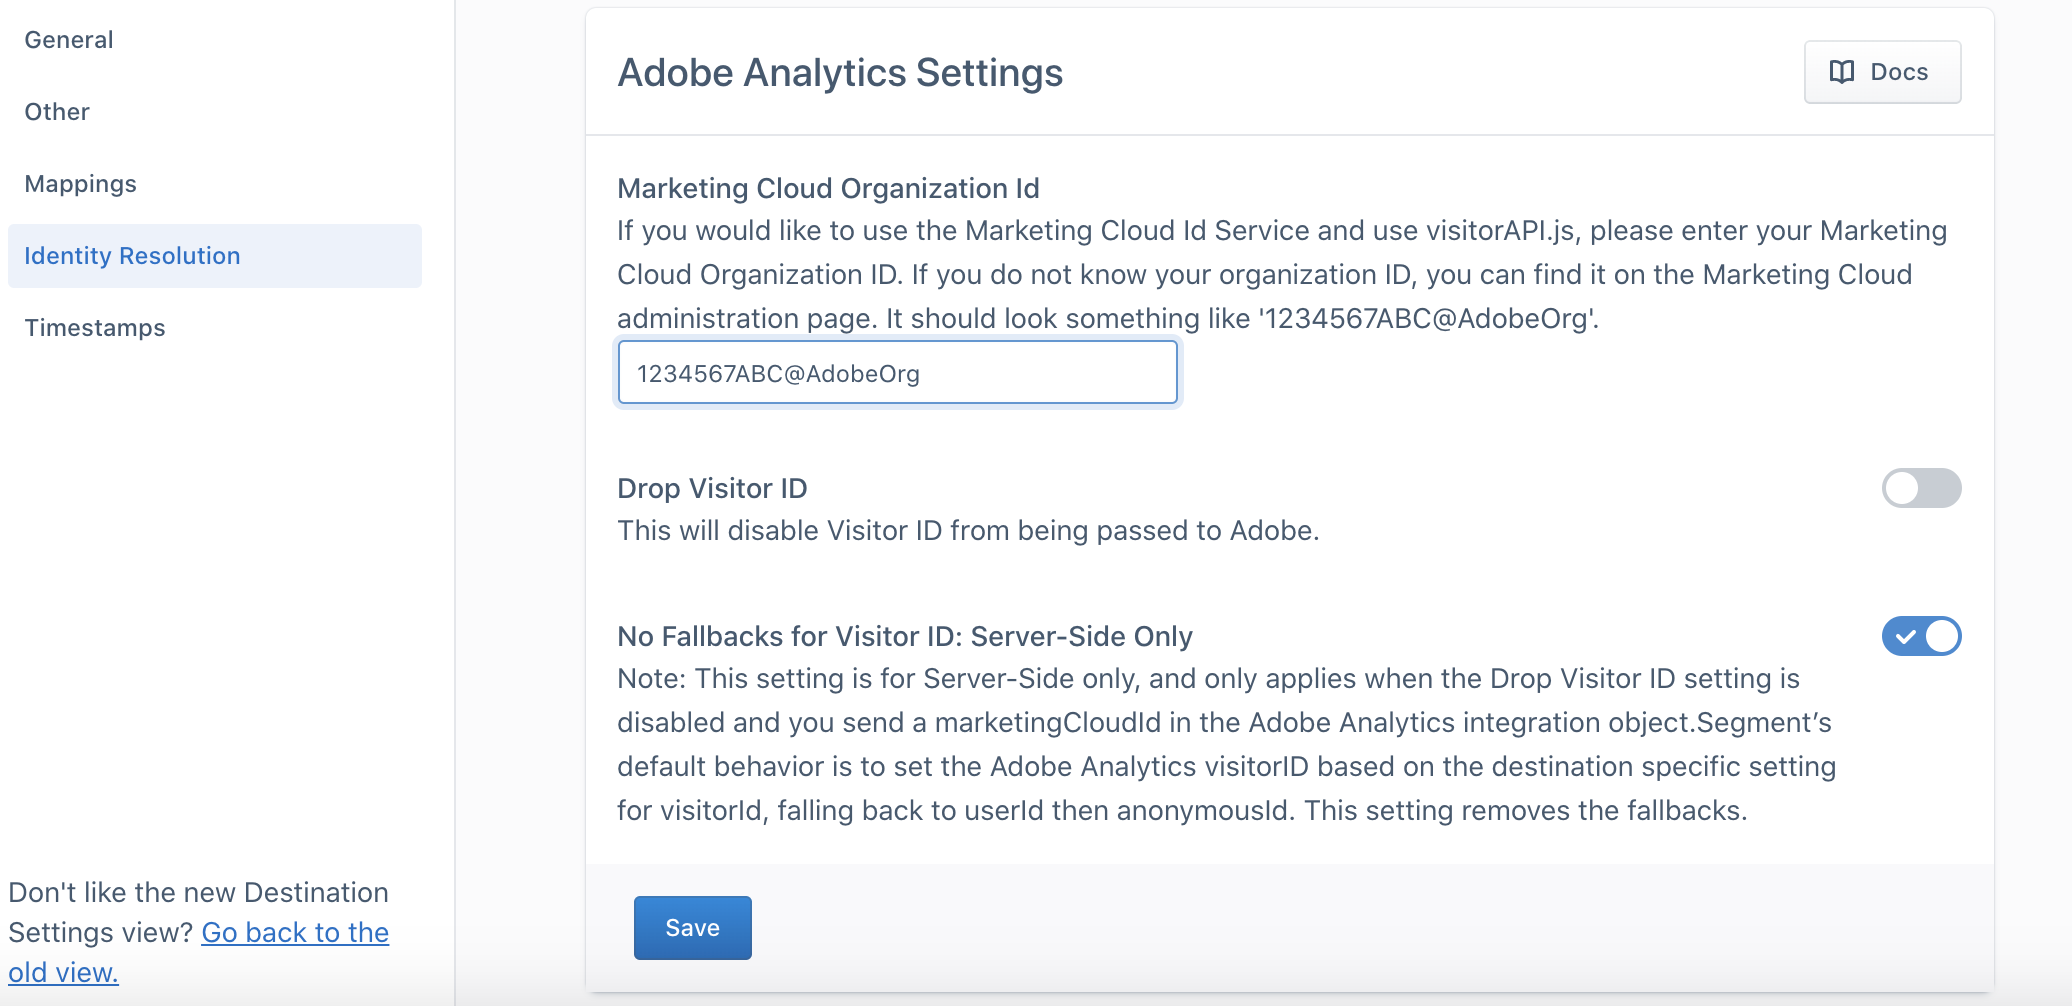 General
Other
Mappings
Identity Resolution
Timestamps
Don't like the new Destination
Settings view? Go back to the
old view.
Adobe Analytics Settings
Docs
Marketing Cloud Organization Id
If you would like to use the Marketing Cloud Id Service and use visitorAPI.js, please enter your Marketing
Cloud Organization ID. If you do not know your organization ID, you can find it on the Marketing Cloud
administration page. It should look something like '1234567ABC@AdobeOrg'.
1234567ABC@AdobeOrg
Drop Visitor ID
This will disable Visitor ID from being passed to Adobe.
No Fallbacks for Visitor ID: Server-Side Only
Note: This setting is for Server-Side only, and only applies when the Drop Visitor ID setting is
disabled and you send a marketingCloudId in the Adobe Analytics integration object.Segment’s
default behavior is to set the Adobe Analytics visitorID based on the destination specific setting
for visitorId, falling back to userId then anonymousId. This setting removes the fallbacks.
Save